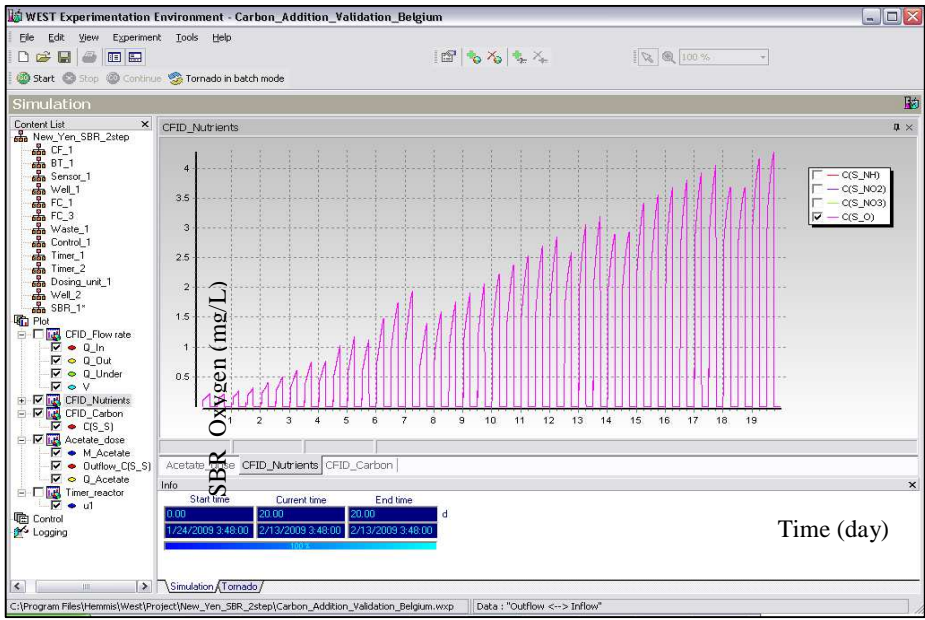 WEST Experimentation Environment - Carbon_Addition_Validation_Belgium
File Edit View Experiment Tools Help
100 %
Start Stop Continue Tornado in batch mode
Simulation
Content List
New_Yen_SBR_2step
CF_1
BT_1
Sensor_1
Well_1
FC_1
FC_3
Waste_1
Control_1
Timer_1
Timer_2
Dosing_unit_1
Well_2
SBR_1*
Plot
CFID_Flow rate
Q_In
Q_Out
Q_Under
V
CFID_Nutrients
CFID_Carbon
C(S_S)
Acetate_dose
M_Acetate
Outflow_C(S_S)
Q_Acetate
Timer_reactor
u1
Control
Logging
CFID_Nutrients
4
3.5
3
2.5
2
1.5
1
0.5
1 2 3 4 5 6 7 8 9 10 11 12 13 14 15 16 17 18 19
C(S_NH)
C(S_NO2)
C(S_NO3)
C(S_O)
SBR_Oxygen (mg/L)
Acetate_dose CFID_Nutrients CFID_Carbon
Info
Start time Current time End time
0.00 20.00 20.00 d
1/24/2009 3:48:00 2/13/2009 3:48:00 2/13/2009 3:48:00
100 %
Time (day)
Simulation Tornado
C:\Program Files\Hemmis\West\Project\New_Yen_SBR_2step\Carbon_Addition_Validation_Belgium.wxp Data : "Outflow <--> Inflow"